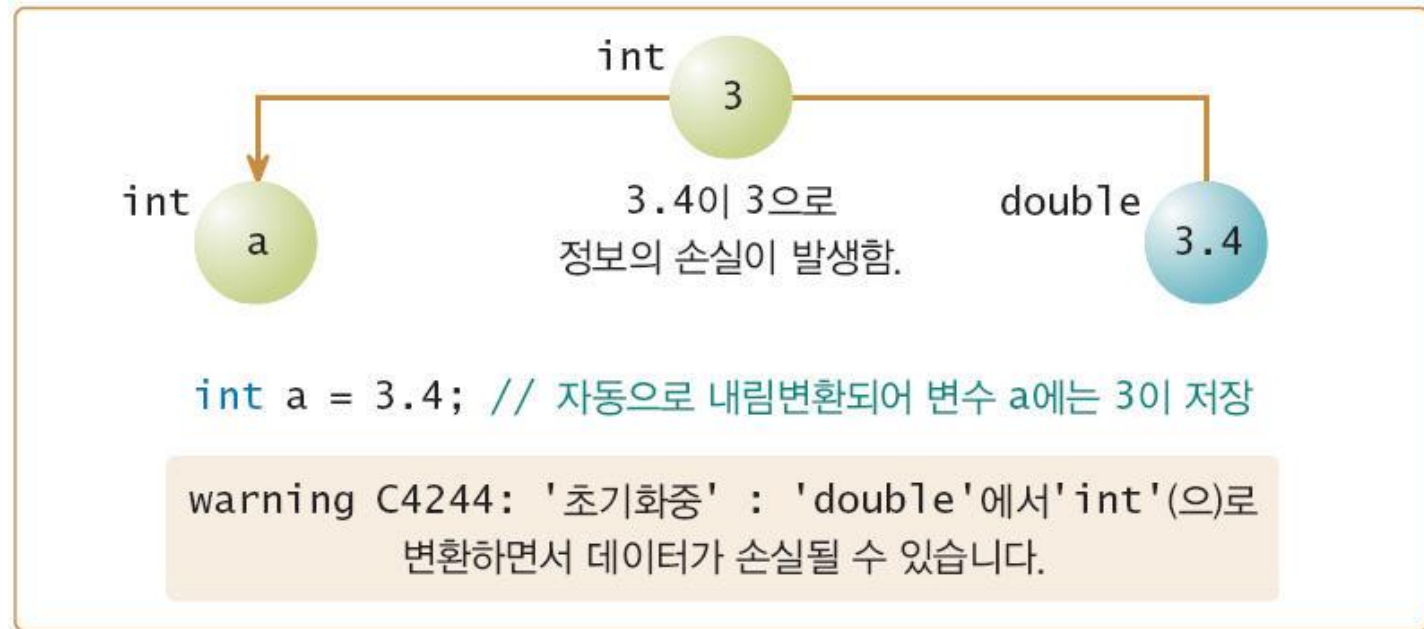 int
3
int
a
3.4이 3으로
정보의 손실이 발생함.
double
3.4
int a = 3.4; // 자동으로 내림변환되어 변수 a에는 3이 저장
warning C4244: '초기화중' : 'double'에서'int'(으)로
변환하면서 데이터가 손실될 수 있습니다.